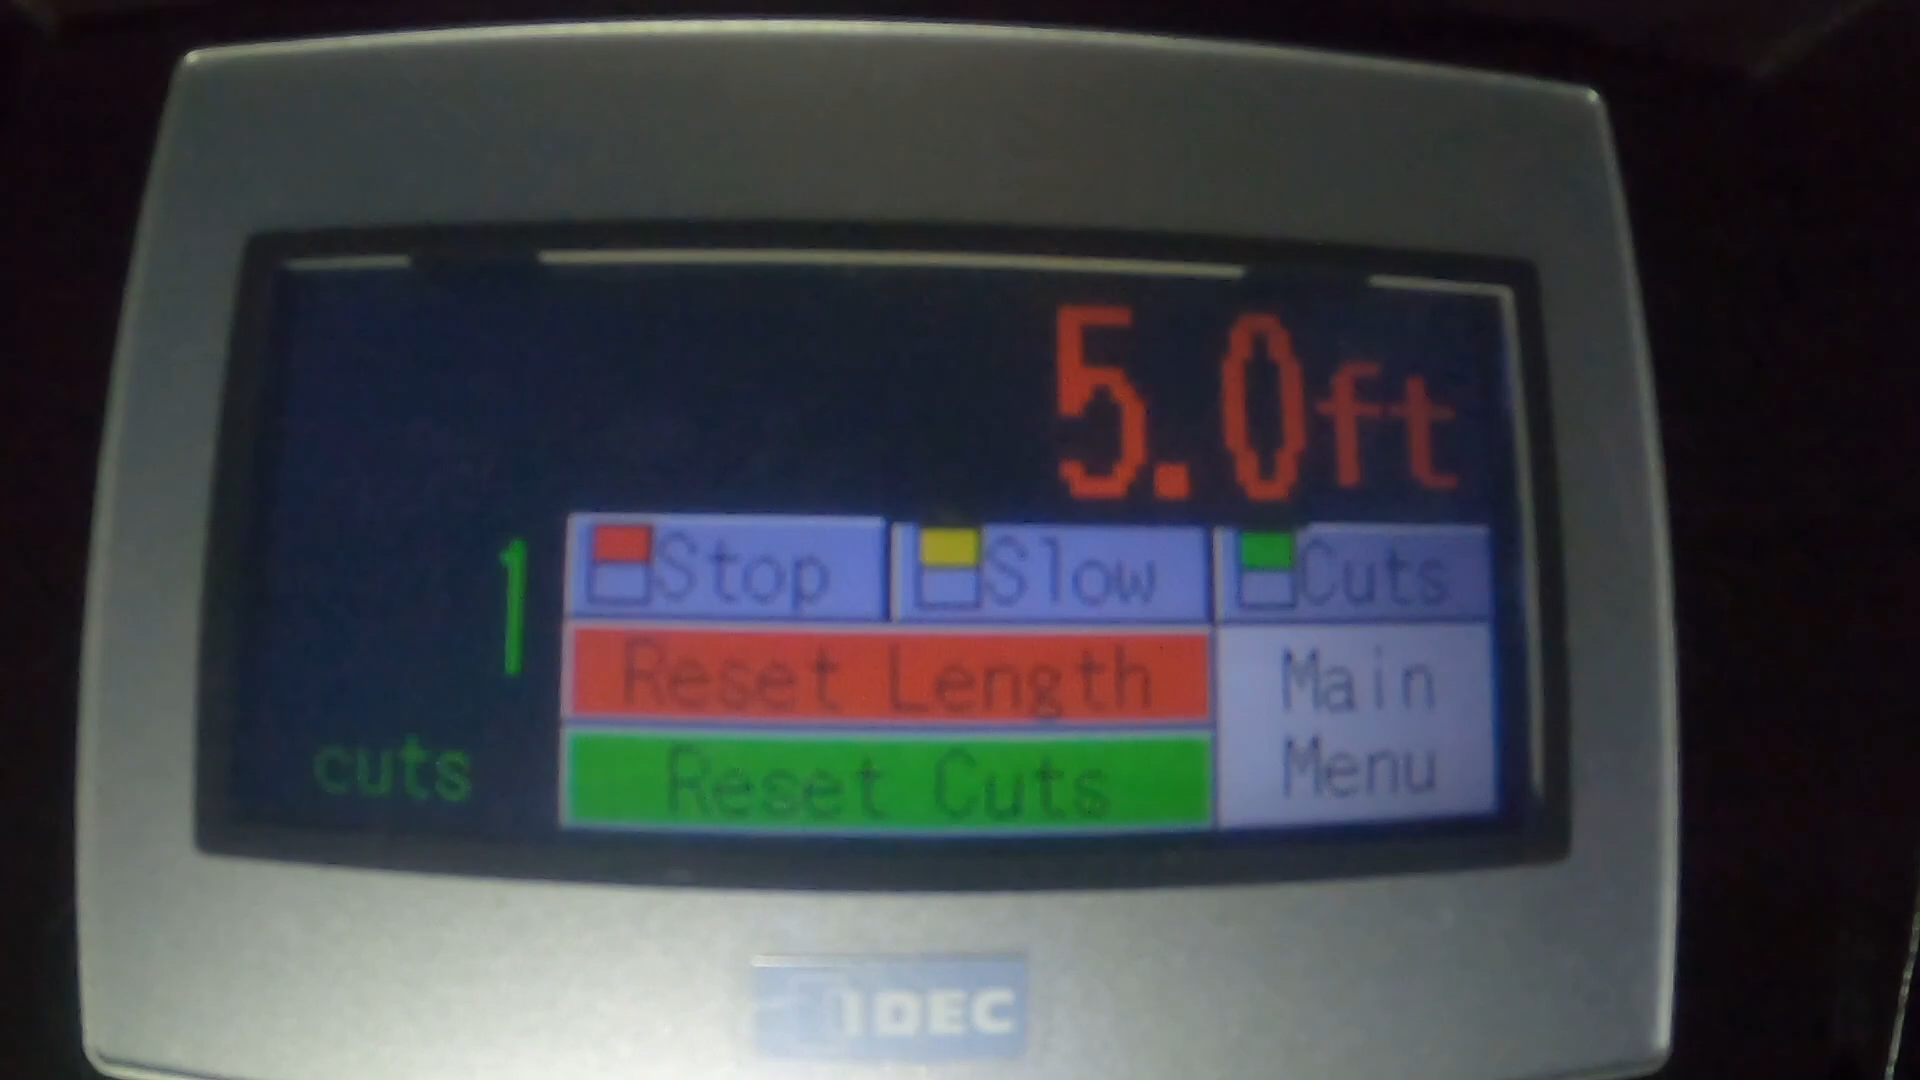 5.0ft
1
Stop Slow Cuts
Reset Length
Main
Menu
Reset Cuts
cuts
IDEC